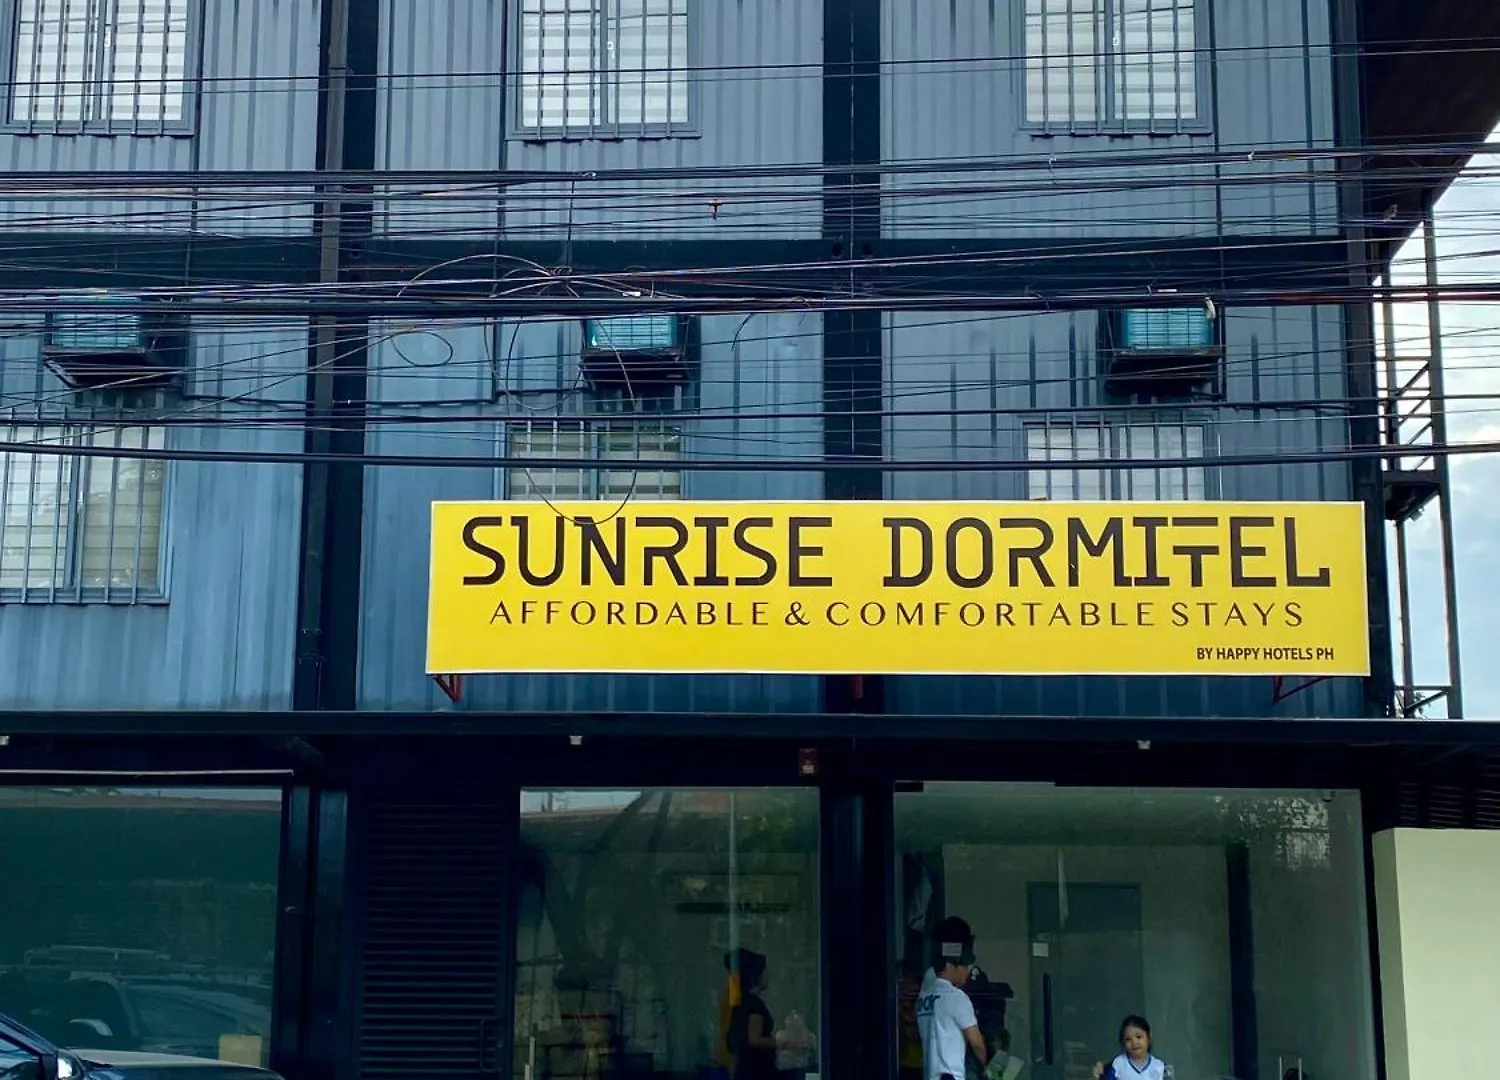 SUNRISE DORMITEL
AFFORDABLE & COMFORTABLE STAYS
BY HAPPY HOTELS PH